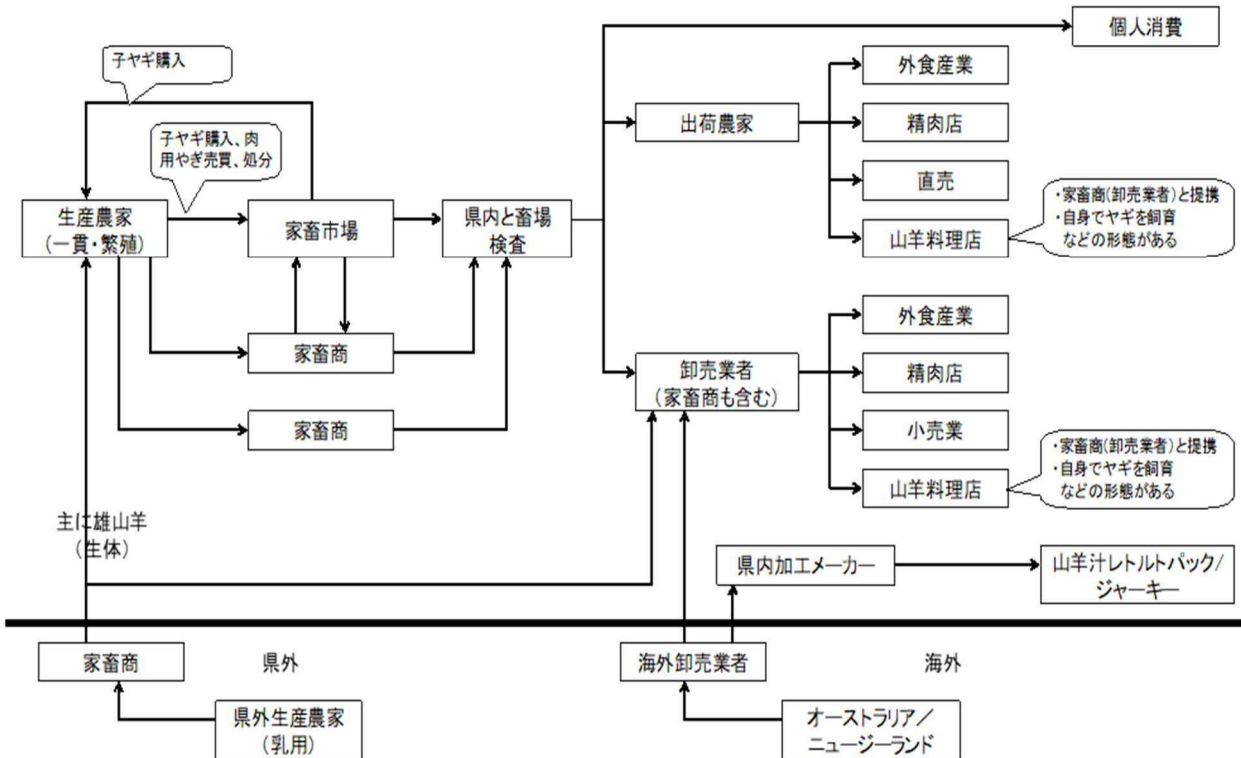 個人消費
子ヤギ購入
外食産業
出荷農家
精肉店
子ヤギ購入、肉
用やぎ売買、処分
直売
生産農家
(一貫・繁殖)
家畜市場
県内と畜場
検査
山羊料理店
・家畜商(卸売業者)と提携
・自身でヤギを飼育
などの形態がある
外食産業
家畜商
卸売業者
(家畜商も含む)
精肉店
家畜商
小売業
山羊料理店
・家畜商(卸売業者)と提携
・自身でヤギを飼育
などの形態がある
主に雄山羊
(生体)
県内加工メーカー
山羊汁レトルトパック/
ジャーキー
家畜商
県外
海外卸売業者
海外
県外生産農家
(乳用)
オーストラリア/
ニュージーランド